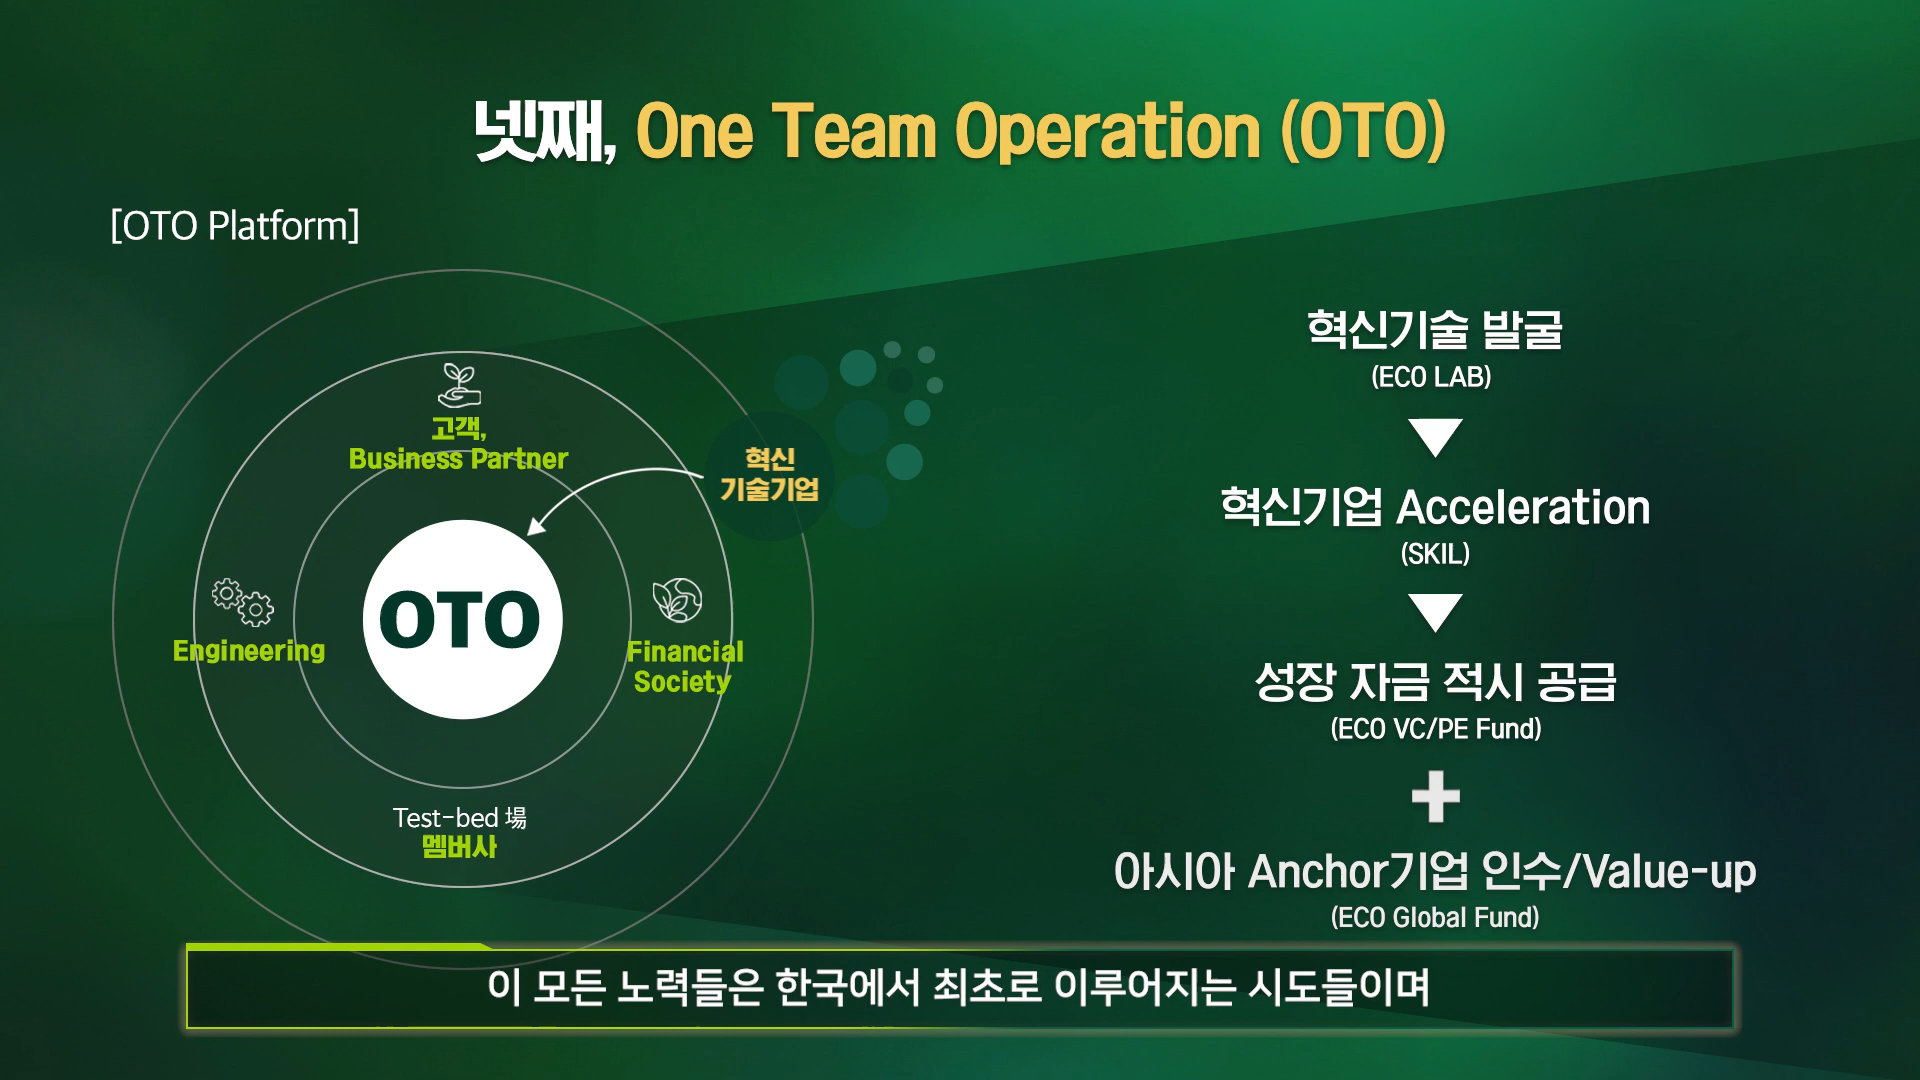 넷째, One Team Operation (OTO)
[OTO Platform]
고객,
Business Partner
혁신
기술기업
OTO
Engineering
Financial
Society
Test-bed 場
멤버사
혁신기술 발굴
(ECO LAB)
혁신기업 Acceleration
(SKIL)
성장 자금 적시 공급
(ECO VC/PE Fund)
아시아 Anchor기업 인수/Value-up
(ECO Global Fund)
이 모든 노력들은 한국에서 최초로 이루어지는 시도들이며